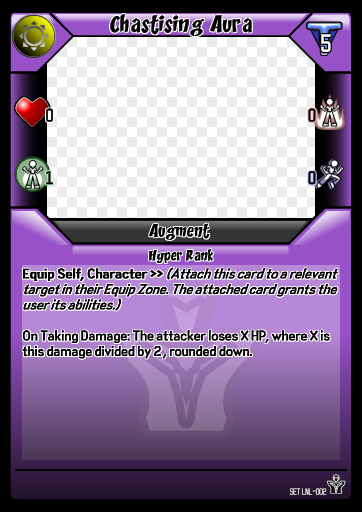 Chastising Aura
5
0
0
1
0
Augment
Hyper Rank
Equip Self, Character >> (Attach this card to a relevant
target in their Equip Zone. The attached card grants the
user its abilities.)
On Taking Damage: The attacker loses X HP, where X is
this damage divided by 2, rounded down.
SET LNL-002